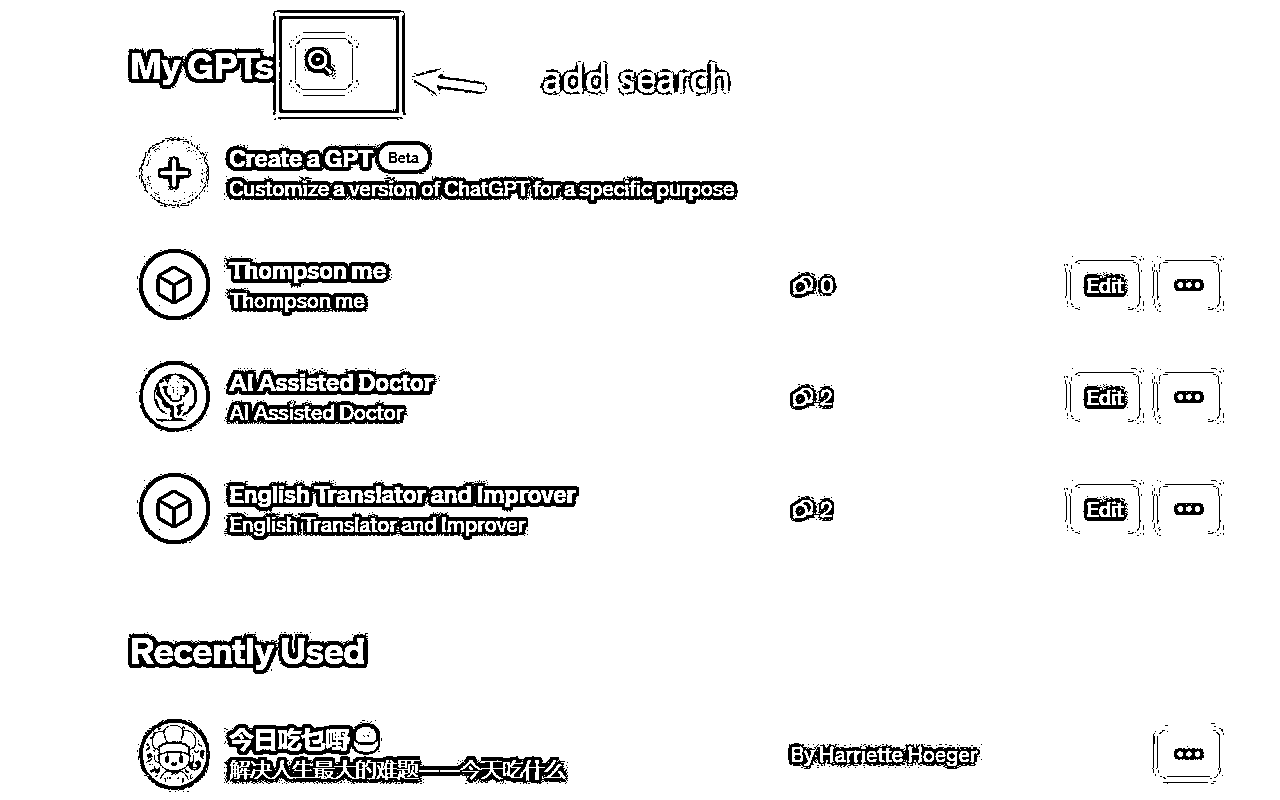 My GPTs
add search
Create a GPT Beta
Customize a version of ChatGPT for a specific purpose
Thompson me
Thompson me
0
Edit
AI Assisted Doctor
AI Assisted Doctor
2
Edit
English Translator and Improver
English Translator and Improver
2
Edit
Recently Used
今日吃乜嘢
解决人生最大的难题——今天吃什么
By Harriette Hoeger